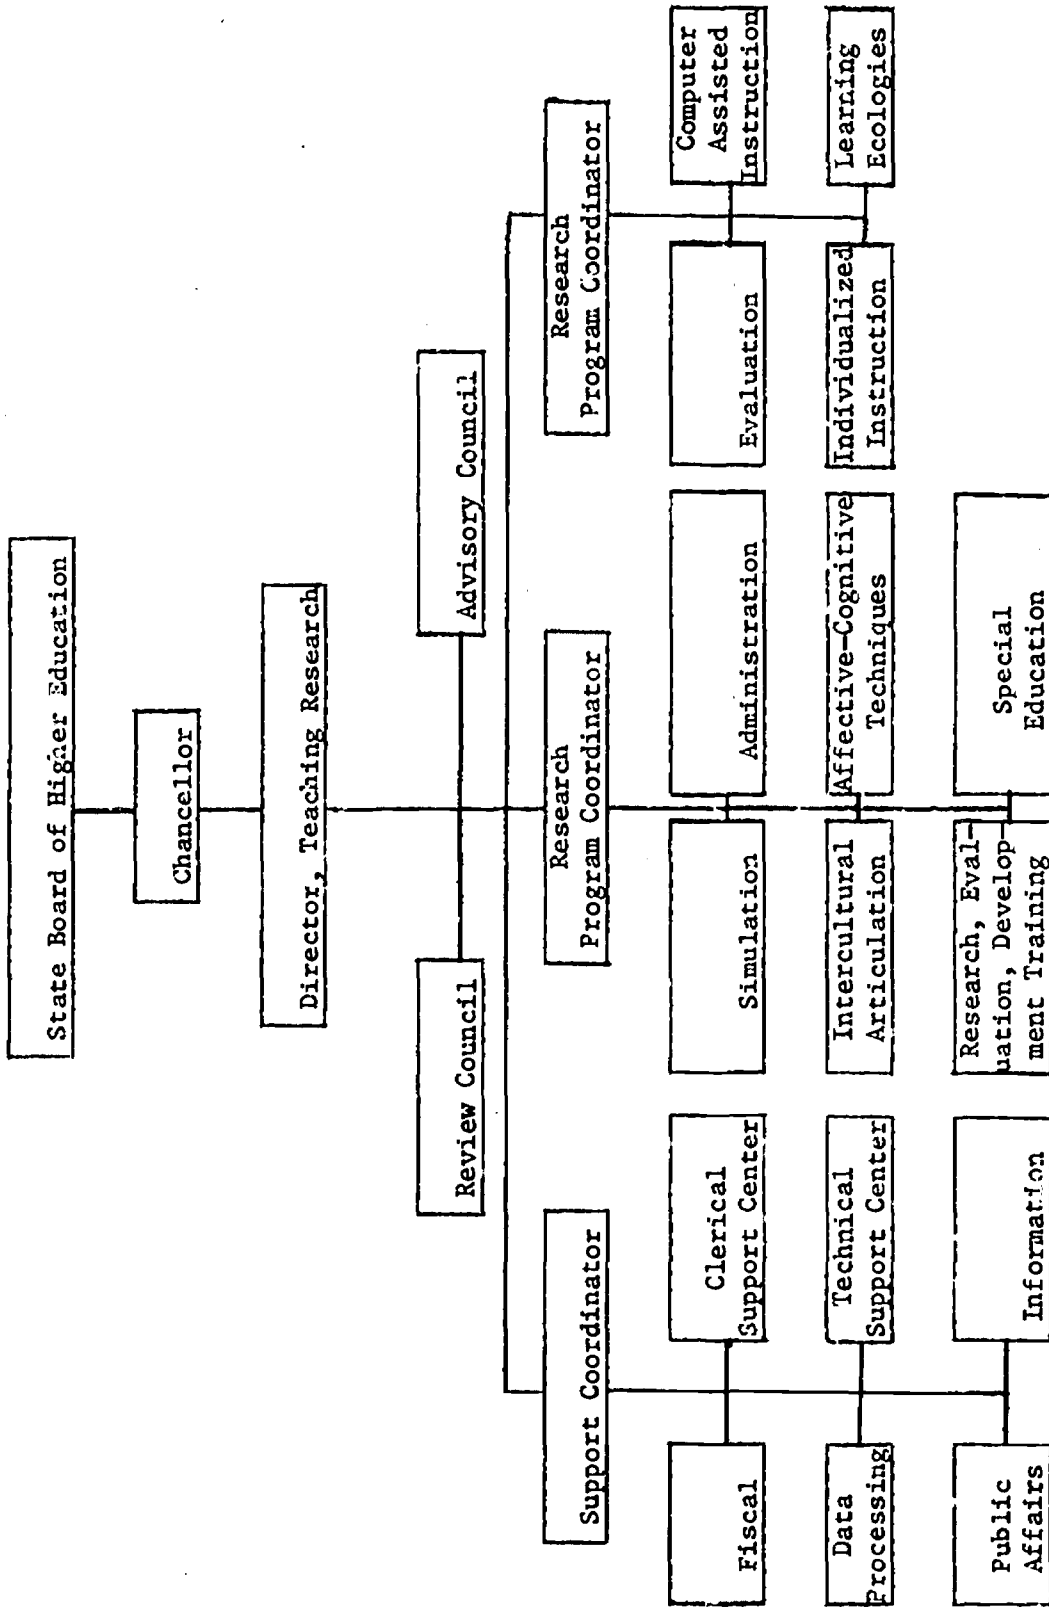 State Board of Higher Education
Chancellor
Director, Teaching Research
Review Council
Advisory Council
Support Coordinator
Research
Program Coordinator
Research
Program Coordinator
Fiscal
Clerical
Support Center
Simulation
Administration
Evaluation
Computer
Assisted
Instruction
Data
Processing
Technical
Support Center
Intercultural
Articulation
Affective-Cognitive
Techniques
Individualized
Instruction
Learning
Ecologies
Public
Affairs
Information
Research, Eval-
uation, Develop-
ment Training
Special
Education